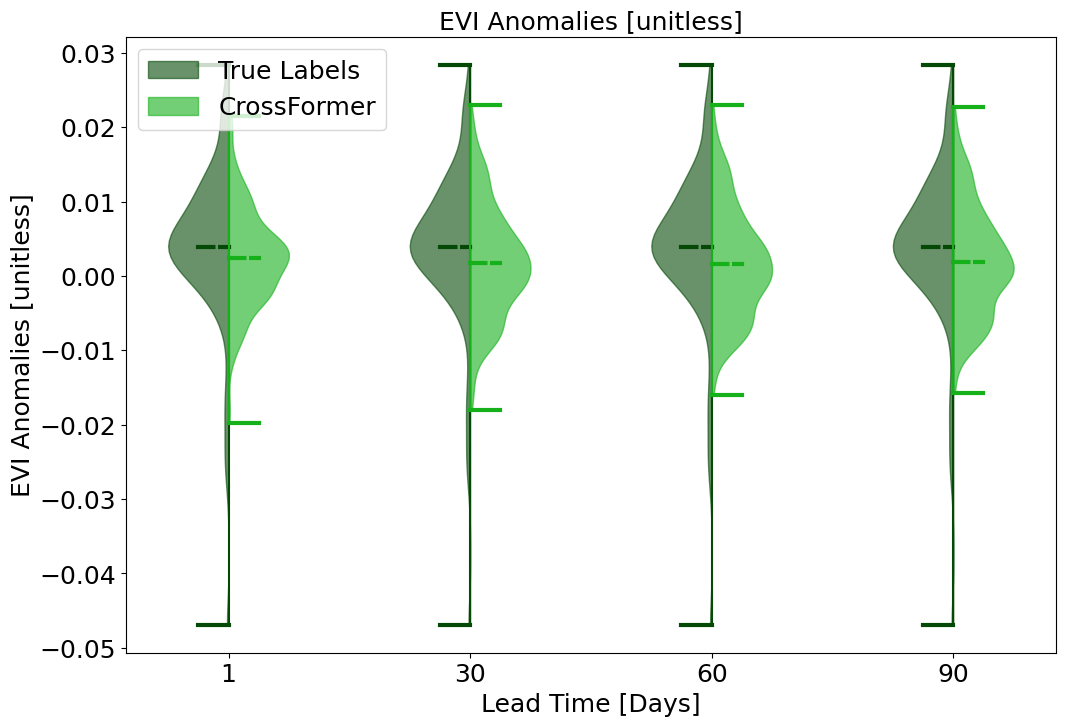 EVI Anomalies [unitless]
True Labels
CrossFormer
EVI Anomalies [unitless]
0.03
0.02
0.01
0.00
−0.01
−0.02
−0.03
−0.04
−0.05
1 30 60 90
Lead Time [Days]